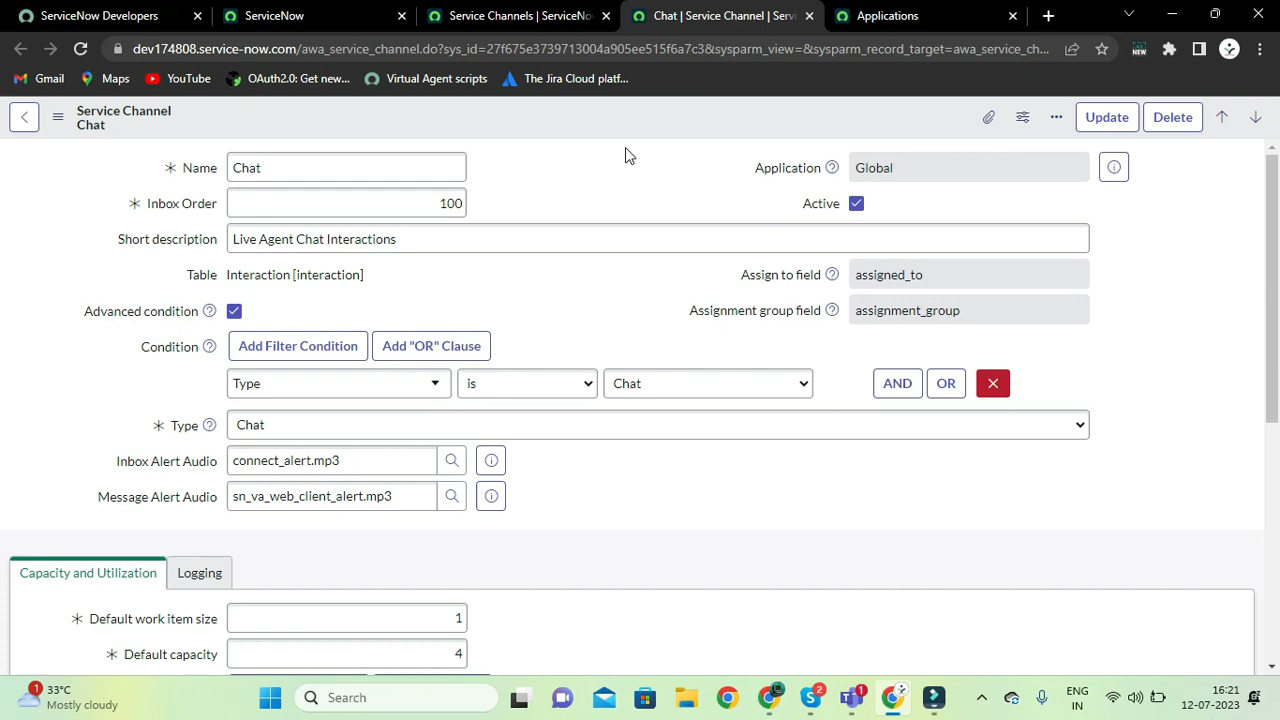 ServiceNow Developers
ServiceNow
Service Channels | ServiceNo
Chat | Service Channel | Serv
Applications
dev174808.service-now.com/awa_service_channel.do?sys_id=27f675e3739713004a905ee515f6a7c3&sysparm_view=&sysparm_record_target=awa_service_ch...
NEW
Gmail
Maps
YouTube
OAuth2.0: Get new...
Virtual Agent scripts
The Jira Cloud platf...
Service Channel
Chat
Update
Delete
Name
Chat
Application
Global
Inbox Order
100
Active
Short description
Live Agent Chat Interactions
Table
Interaction [interaction]
Assign to field
assigned_to
Advanced condition
Assignment group field
assignment_group
Condition
Add Filter Condition
Add "OR" Clause
Type
is
Chat
AND
OR
Type
Chat
Inbox Alert Audio
connect_alert.mp3
Message Alert Audio
sn_va_web_client_alert.mp3
Capacity and Utilization
Logging
Default work item size
1
Default capacity
4
1
33°C
Mostly cloudy
Search
2
1
ENG
IN
16:21
12-07-2023